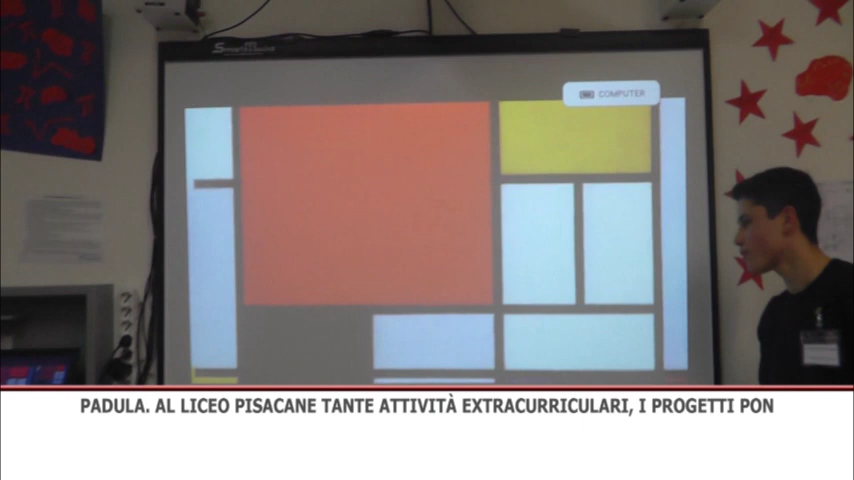 COMPUTER
PADULA. AL LICEO PISACANE TANTE ATTIVITÀ EXTRACURRICULARI, I PROGETTI PON